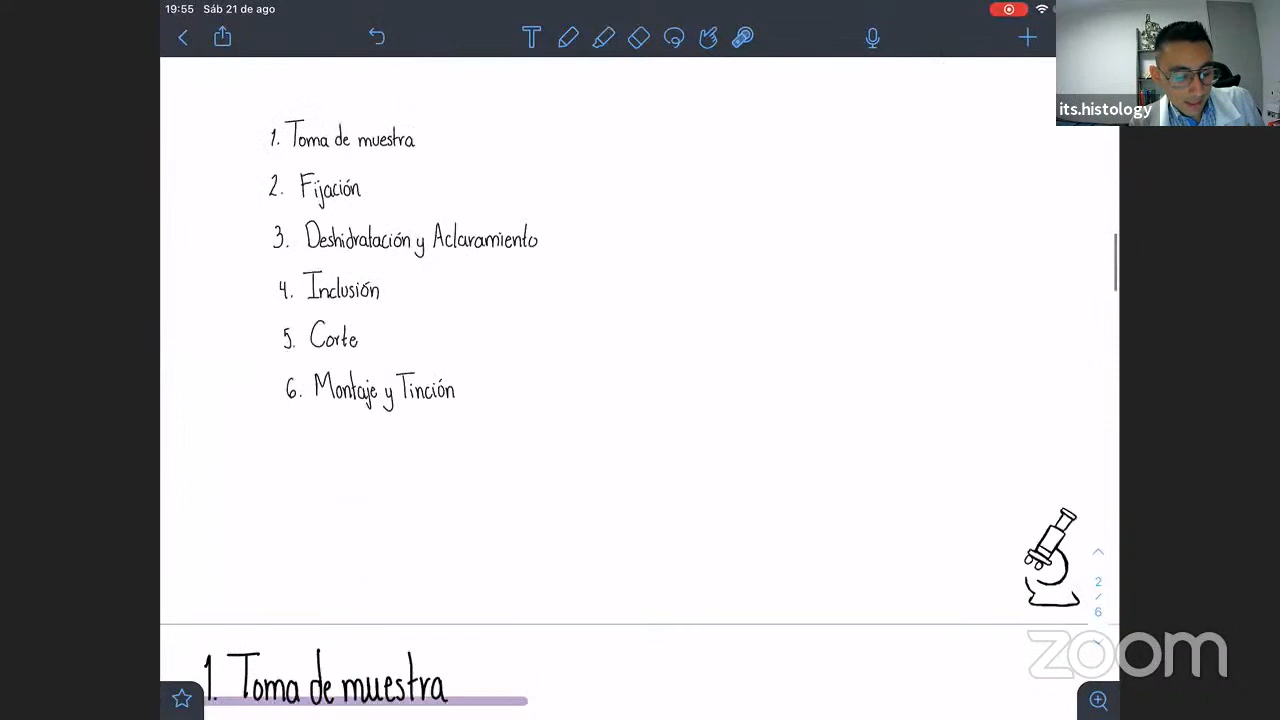 19:55 Sáb 21 de ago
its.histology
1. Toma de muestra
2. Fijación
3. Deshidratación y Aclaramiento
4. Inclusión
5. Corte
6. Montaje y Tinción
2
/
6
zoom
1. Toma de muestra